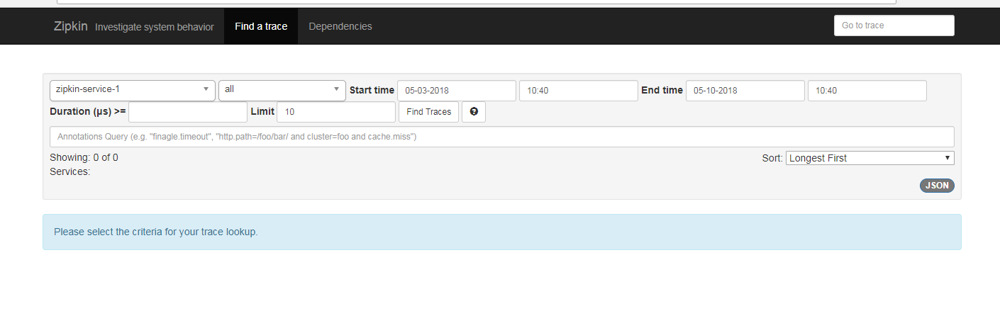 Zipkin Investigate system behavior Find a trace Dependencies Go to trace
zipkin-service-1 all Start time 05-03-2018 10:40 End time 05-10-2018 10:40
Duration (μs) >= Limit 10 Find Traces
Annotations Query (e.g. "finagle.timeout", "http.path=/foo/bar/ and cluster=foo and cache.miss")
Showing: 0 of 0 Sort: Longest First
Services:
JSON
Please select the criteria for your trace lookup.